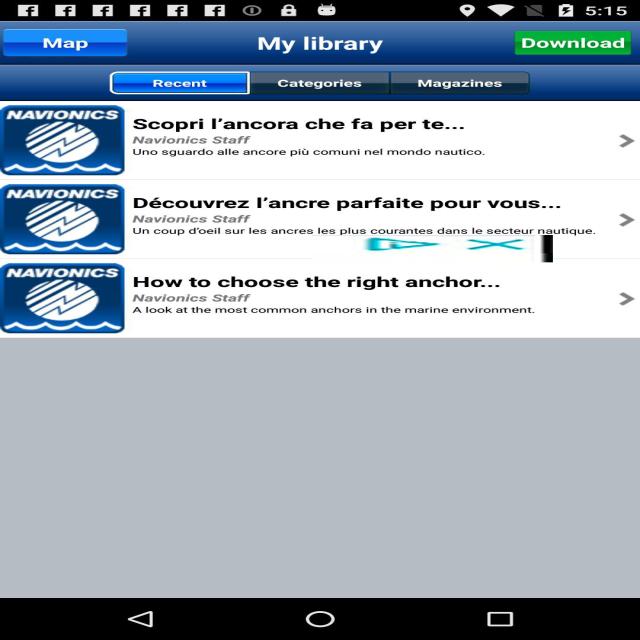 5:15
Map
My library
Download
Recent
Categories
Magazines
NAVIONICS
Scopri l'ancora che fa per te...
Navionics Staff
Uno sguardo alle ancore più comuni nel mondo nautico.
NAVIONICS
Découvrez l'ancre parfaite pour vous...
Navionics Staff
Un coup d'oeil sur les ancres les plus courantes dans le secteur nautique.
NAVIONICS
How to choose the right anchor...
Navionics Staff
A look at the most common anchors in the marine environment.